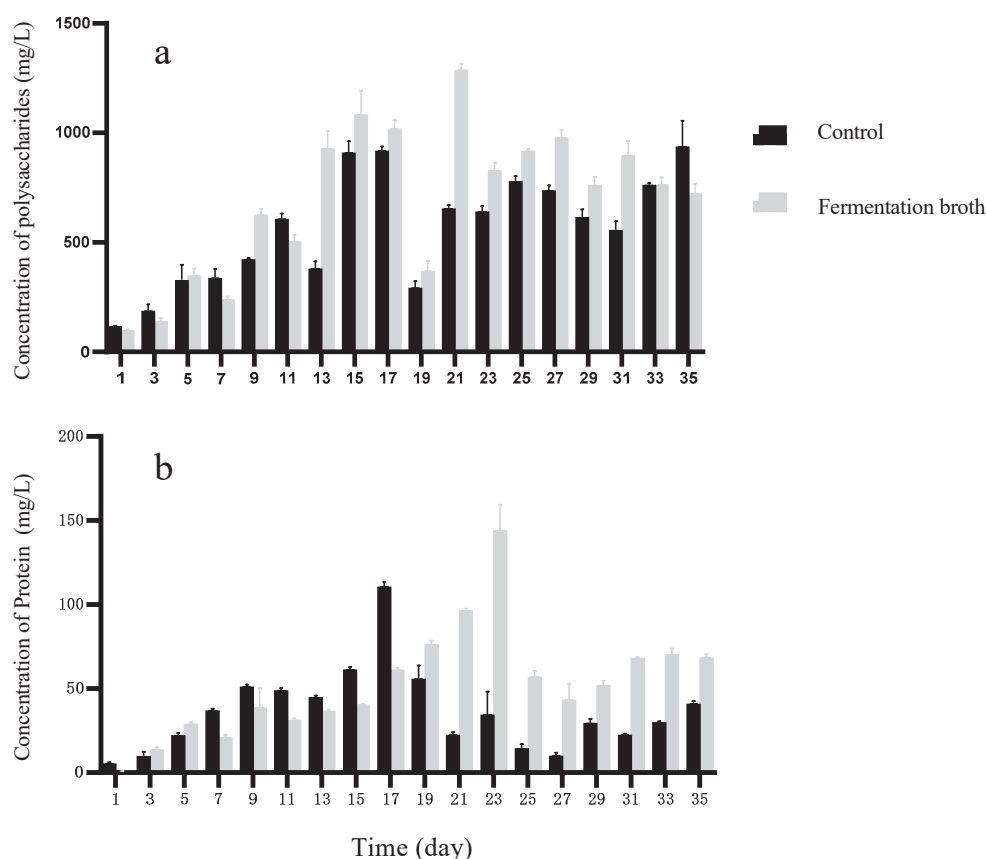 1500
a
Concentration of polysaccharides (mg/L)
1000
500
0
1 3 5 7 9 11 13 15 17 19 21 23 25 27 29 31 33 35
Control
Fermentation broth
200
b
Concentration of Protein (mg/L)
150
100
50
0
1 3 5 7 9 11 13 15 17 19 21 23 25 27 29 31 33 35
Time (day)